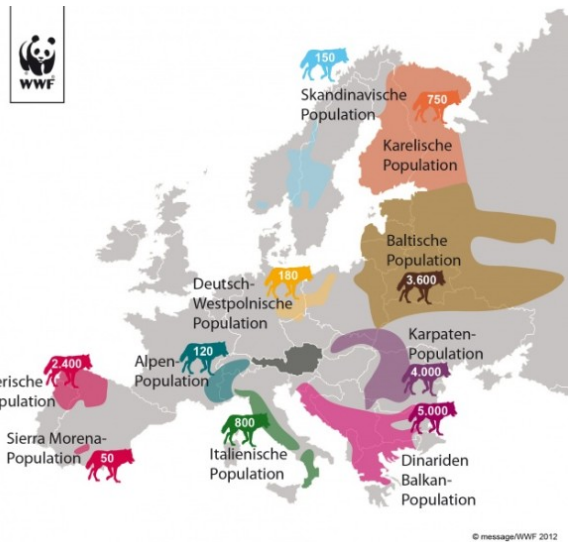 WWF
150
Skandinavische
Population
750
Karelische
Population
Baltische
Population
3.600
180
Deutsch-
Westpolnische
Population
Karpaten-
Population
4.000
120
Alpen-
Population
2.400
erische
opulation
5.000
800
Italienische
Population
Sierra Morena-
Population
50
Dinariden
Balkan-
Population
© message/WWF 2012